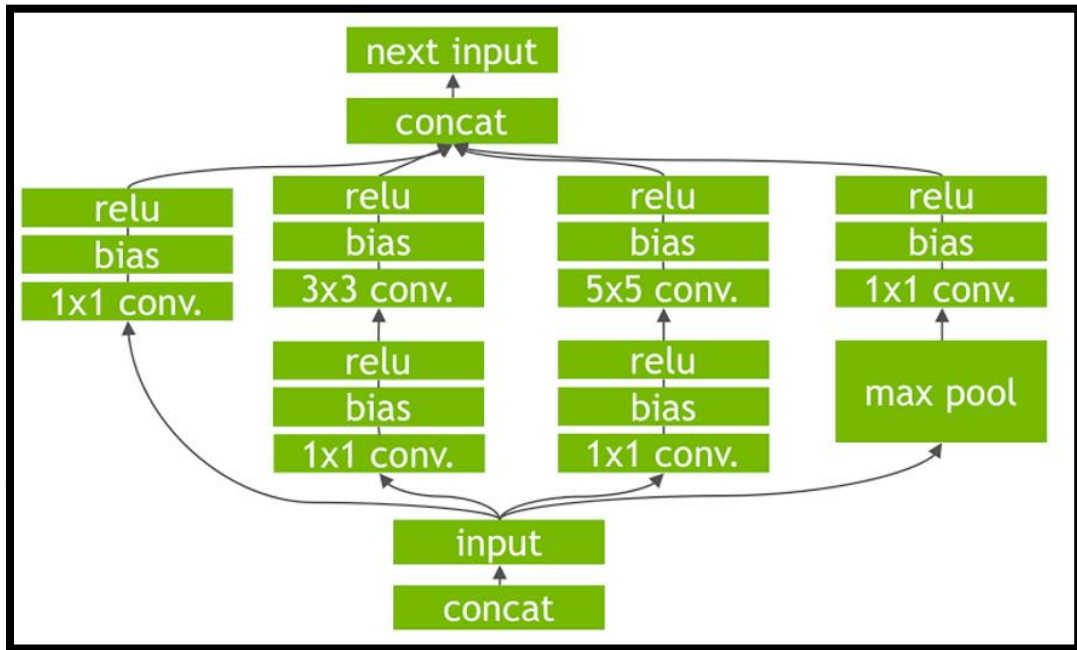 next input
concat
relu
bias
1x1 conv.
relu
bias
3x3 conv.
relu
bias
1x1 conv.
relu
bias
5x5 conv.
relu
bias
1x1 conv.
relu
bias
1x1 conv.
max pool
input
concat